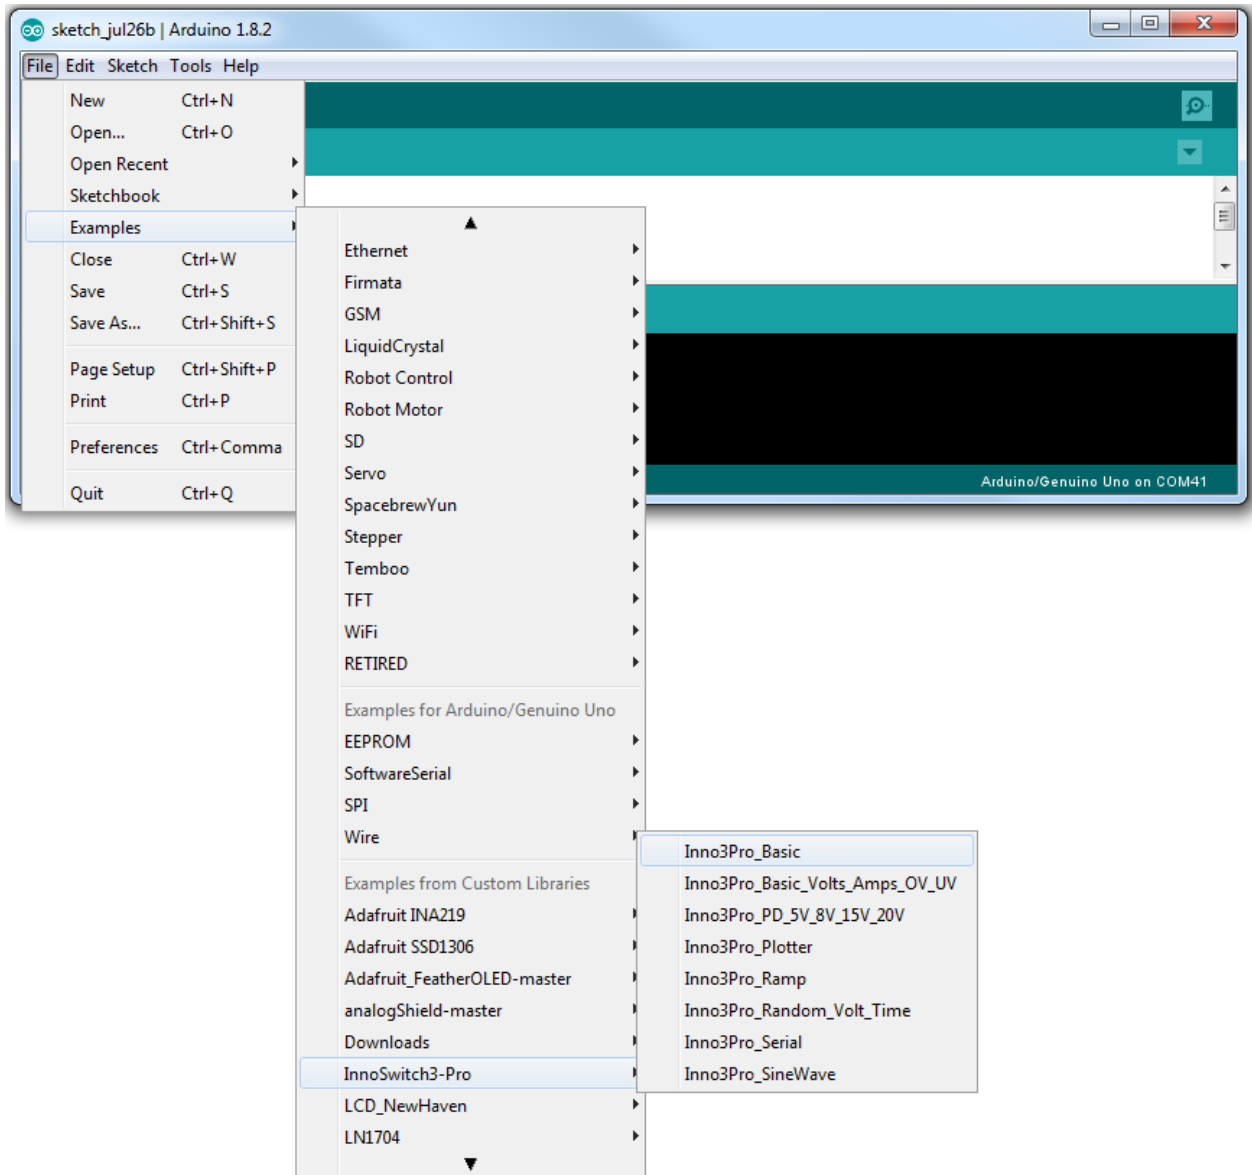 sketch_jul26b | Arduino 1.8.2
File Edit Sketch Tools Help
New Ctrl+N
Open... Ctrl+O
Open Recent
Sketchbook
Examples
Close Ctrl+W
Save Ctrl+S
Save As... Ctrl+Shift+S
Page Setup Ctrl+Shift+P
Print Ctrl+P
Preferences Ctrl+Comma
Quit Ctrl+Q
Ethernet
Firmata
GSM
LiquidCrystal
Robot Control
Robot Motor
SD
Servo
SpacebrewYun
Stepper
Temboo
TFT
WiFi
RETIRED
Examples for Arduino/Genuino Uno
EEPROM
SoftwareSerial
SPI
Wire
Examples from Custom Libraries
Adafruit INA219
Adafruit SSD1306
Adafruit_FeatherOLED-master
analogShield-master
Downloads
InnoSwitch3-Pro
LCD_NewHaven
LN1704
Inno3Pro_Basic
Inno3Pro_Basic_Volts_Amps_OV_UV
Inno3Pro_PD_5V_8V_15V_20V
Inno3Pro_Plotter
Inno3Pro_Ramp
Inno3Pro_Random_Volt_Time
Inno3Pro_Serial
Inno3Pro_SineWave
Arduino/Genuino Uno on COM41